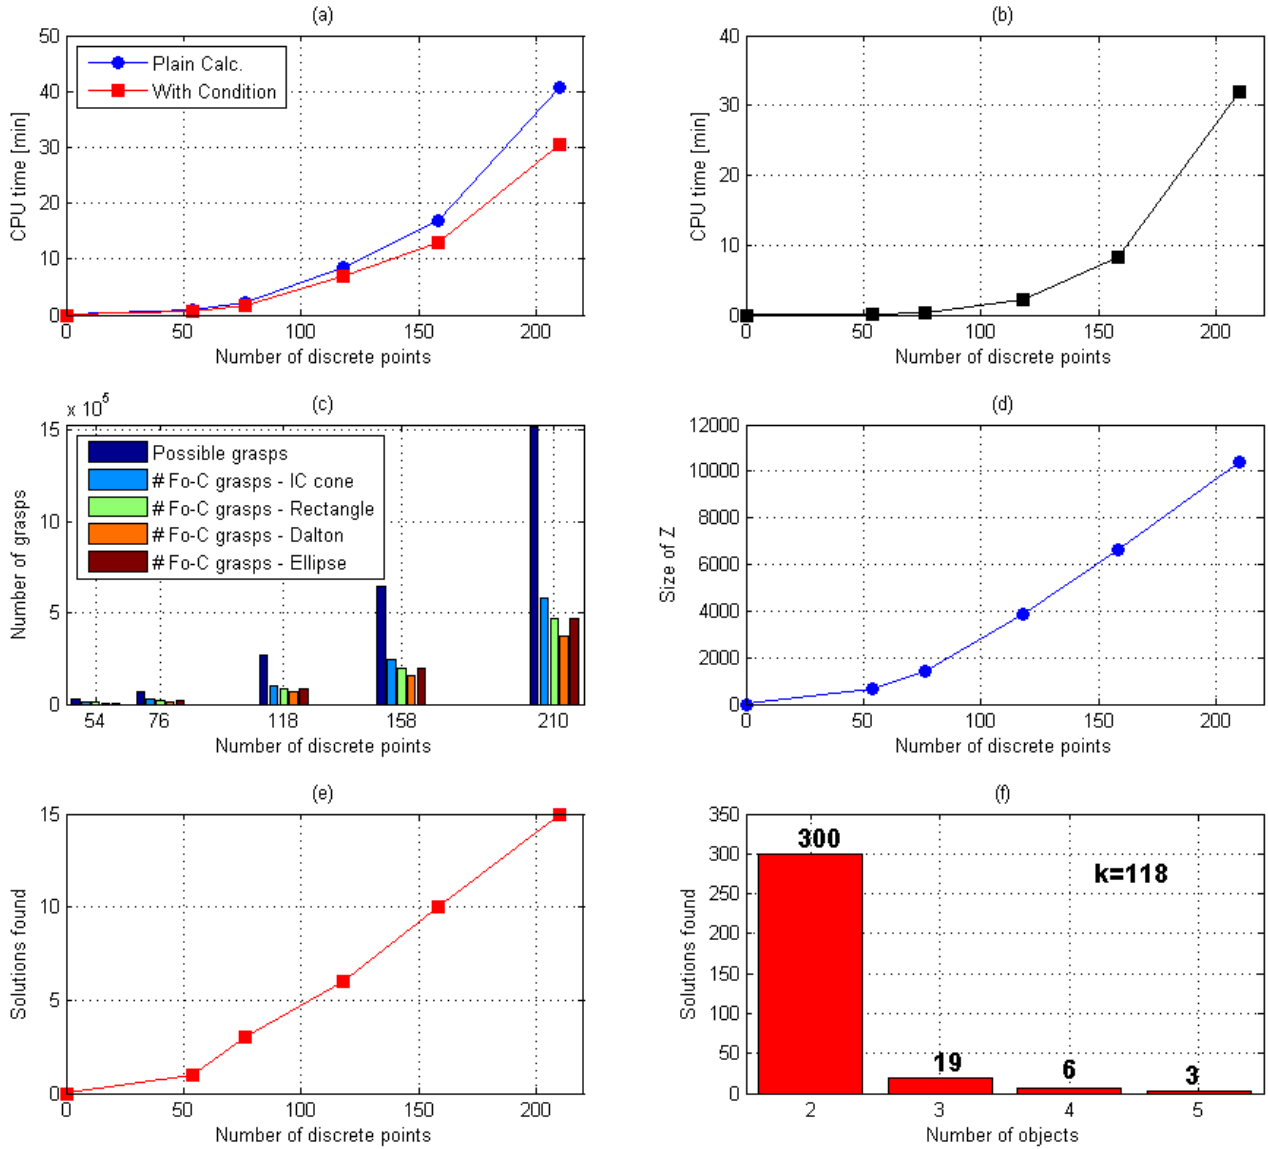 (a)
50
40
30
20
10
0
CPU time [min]
Plain Calc.
With Condition
0 50 100 150 200
Number of discrete points
(b)
40
30
20
10
0
CPU time [min]
0 50 100 150 200
Number of discrete points
(c)
x 10^5
15
10
5
0
Number of grasps
Possible grasps
# Fo-C grasps - IC cone
# Fo-C grasps - Rectangle
# Fo-C grasps - Dalton
# Fo-C grasps - Ellipse
54 76 118 158 210
Number of discrete points
(d)
12000
10000
8000
6000
4000
2000
0
Size of Z
0 50 100 150 200
Number of discrete points
(e)
15
10
5
0
Solutions found
0 50 100 150 200
Number of discrete points
(f)
350
300
250
200
150
100
50
0
Solutions found
300
k=118
19
6
3
2 3 4 5
Number of objects